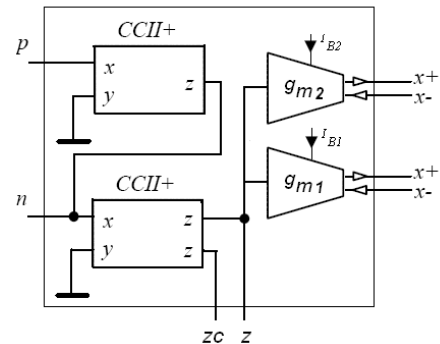 CCII+
p
x
y
z
I_B2
g_m2
x+
x-
I_B1
g_m1
x+
x-
CCII+
n
x
y
z
z
zc
z